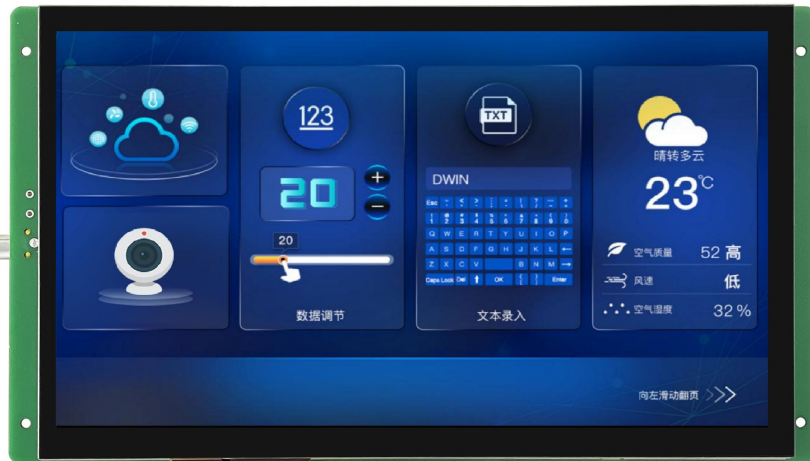 123
20
+
−
20
数据调节
TXT
DWIN
Q W E R T Y U I O P
A S D F G H J K L ←
Z X C V B N M →
Caps Lock Del OK Enter
文本录入
晴转多云
23℃
空气质量 52 高
风速 低
空气湿度 32 %
向左滑动翻页 >>>